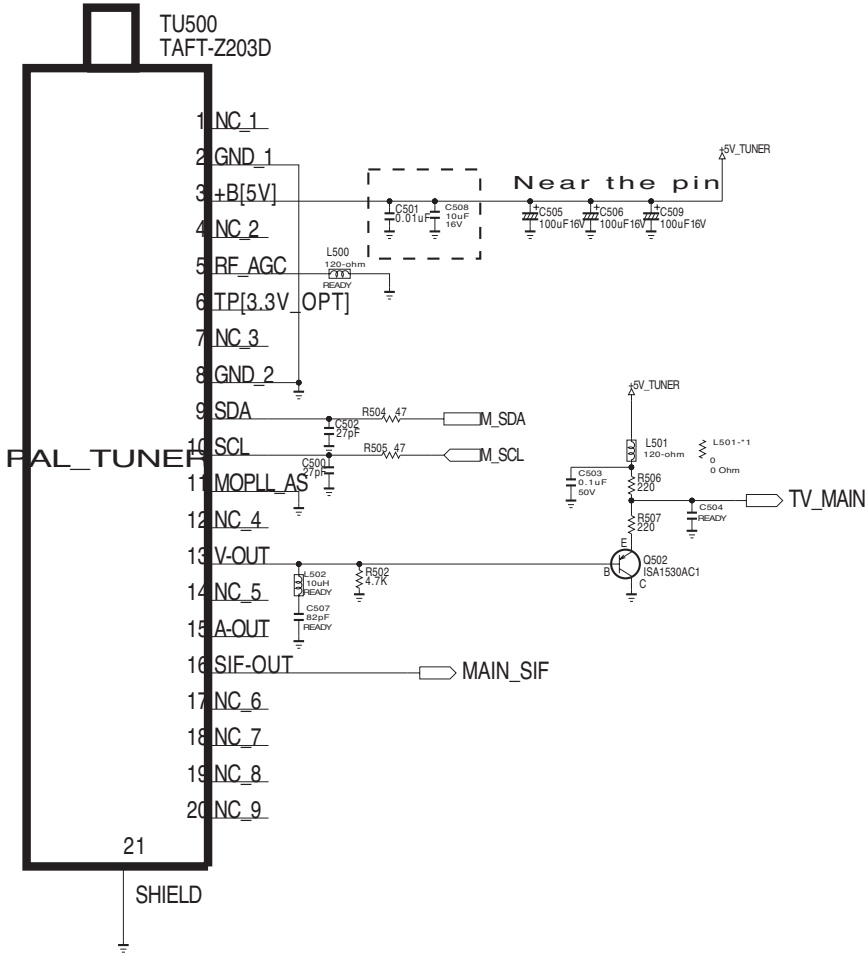 TU500
TAFT-Z203D
1 NC_1
2 GND_1
3 +B[5V]
4 NC_2
5 RF_AGC
6 TP[3.3V_OPT]
7 NC_3
8 GND_2
9 SDA
10 SCL
11 MOPLL_AS
12 NC_4
13 V-OUT
14 NC_5
15 A-OUT
16 SIF-OUT
17 NC_6
18 NC_7
19 NC_8
20 NC_9
21
SHIELD
PAL_TUNER
+5V_TUNER
Near the pin
C501
0.01uF
C508
10uF
16V
+
C505
100uF16V
+
C506
100uF16V
+
C509
100uF16V
L500
120-ohm
READY
C502
27pF
R504 47
M_SDA
C500
27pF
R505 47
M_SCL
+5V_TUNER
L501
120-ohm
L501-*1
0
0 Ohm
C503
0.1uF
50V
R506
220
R507
220
C504
READY
TV_MAIN
E
B
C
Q502
ISA1530AC1
L502
10uH
READY
C507
82pF
READY
R502
4.7K
MAIN_SIF